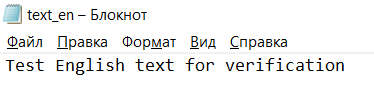 text_en – Блокнот
Файл Правка Формат Вид Справка
Test English text for verification